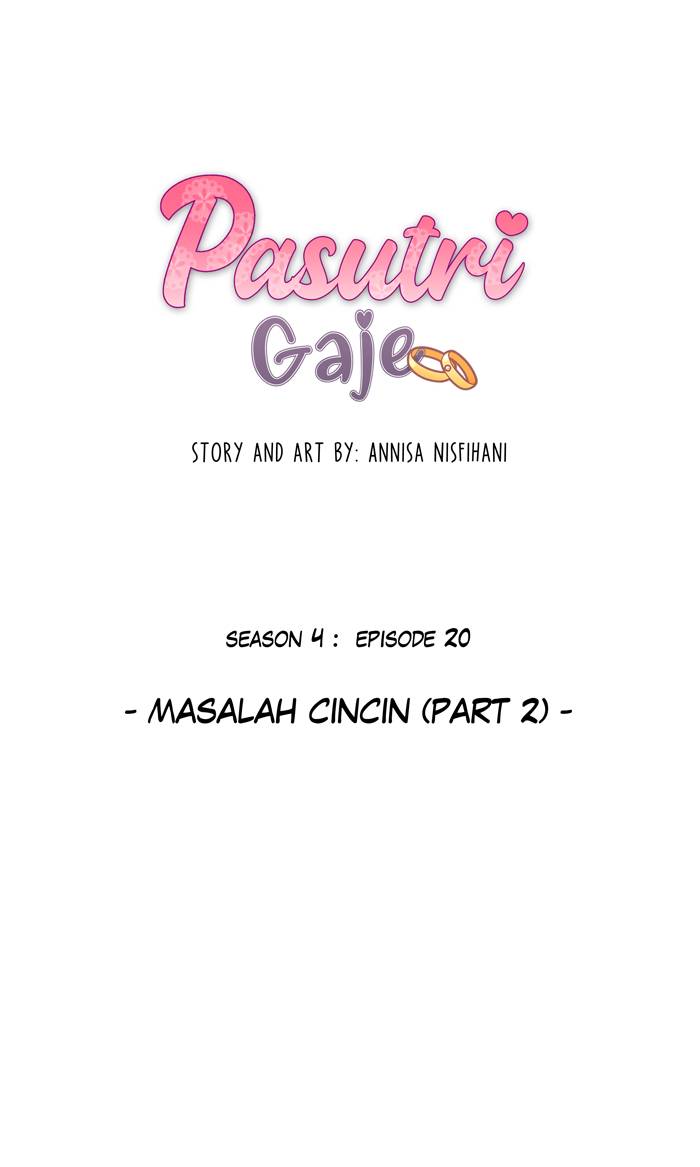 Pasutri
Gaje
STORY AND ART BY: ANNISA NISFIHANI
SEASON 4 : EPISODE 20
- MASALAH CINCIN (PART 2) -